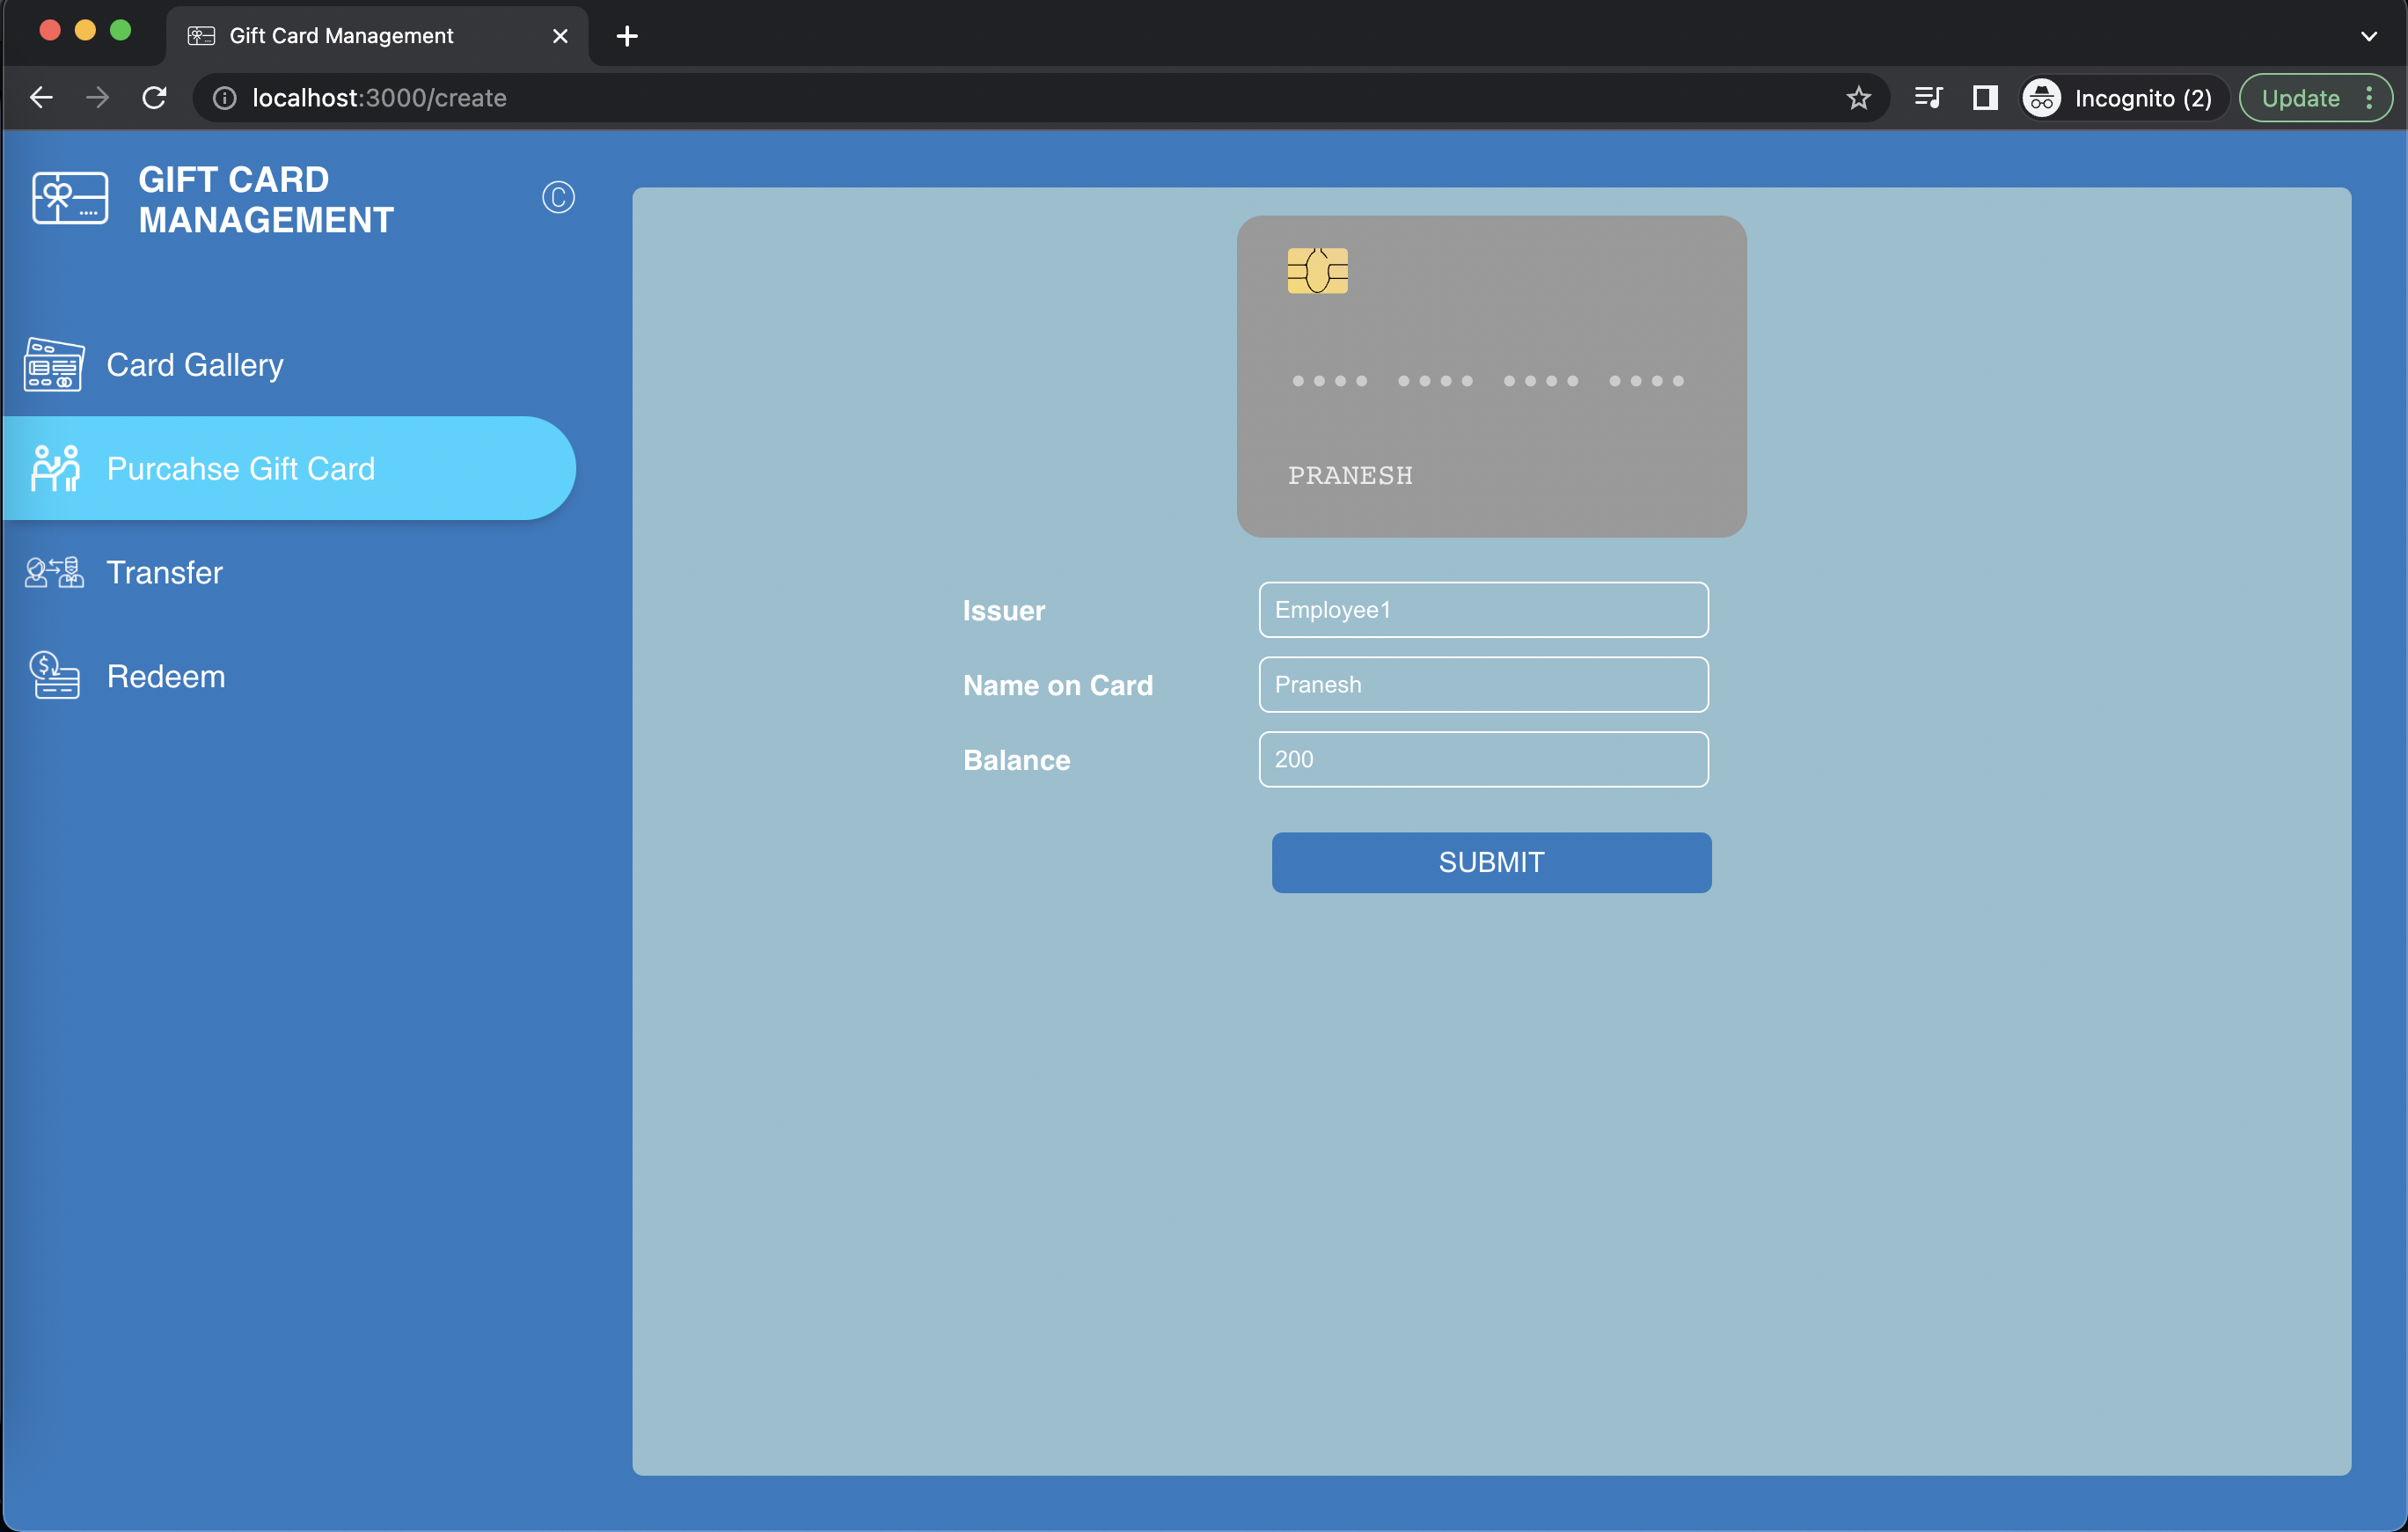 Gift Card Management
localhost:3000/create
Incognito (2)
Update
GIFT CARD
MANAGEMENT
©
Card Gallery
Purcahse Gift Card
Transfer
Redeem
•••• •••• •••• ••••
PRANESH
Issuer
Employee1
Name on Card
Pranesh
Balance
200
SUBMIT